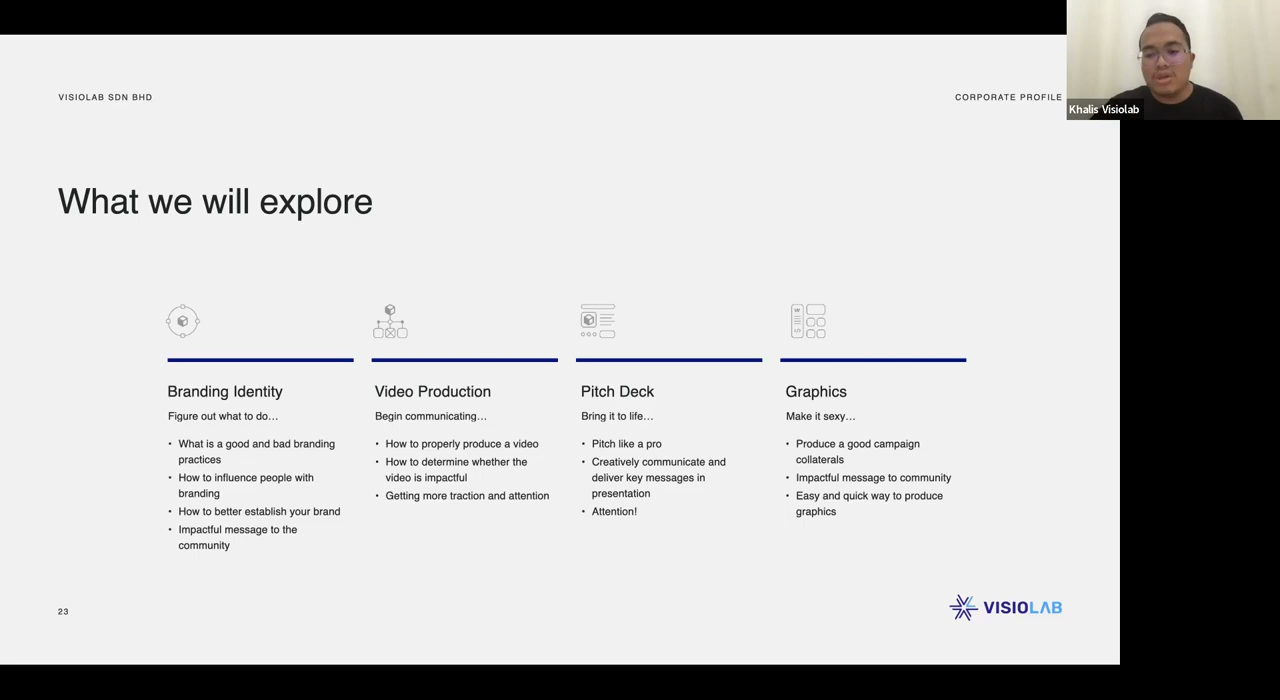 VISIOLAB SDN BHD
CORPORATE PROFILE
Khalis Visiolab
What we will explore
Branding Identity
Figure out what to do…
• What is a good and bad branding
practices
• How to influence people with
branding
• How to better establish your brand
• Impactful message to the
community
Video Production
Begin communicating…
• How to properly produce a video
• How to determine whether the
video is impactful
• Getting more traction and attention
Pitch Deck
Bring it to life…
• Pitch like a pro
• Creatively communicate and
deliver key messages in
presentation
• Attention!
Graphics
Make it sexy…
• Produce a good campaign
collaterals
• Impactful message to community
• Easy and quick way to produce
graphics
23
VISIOLAB